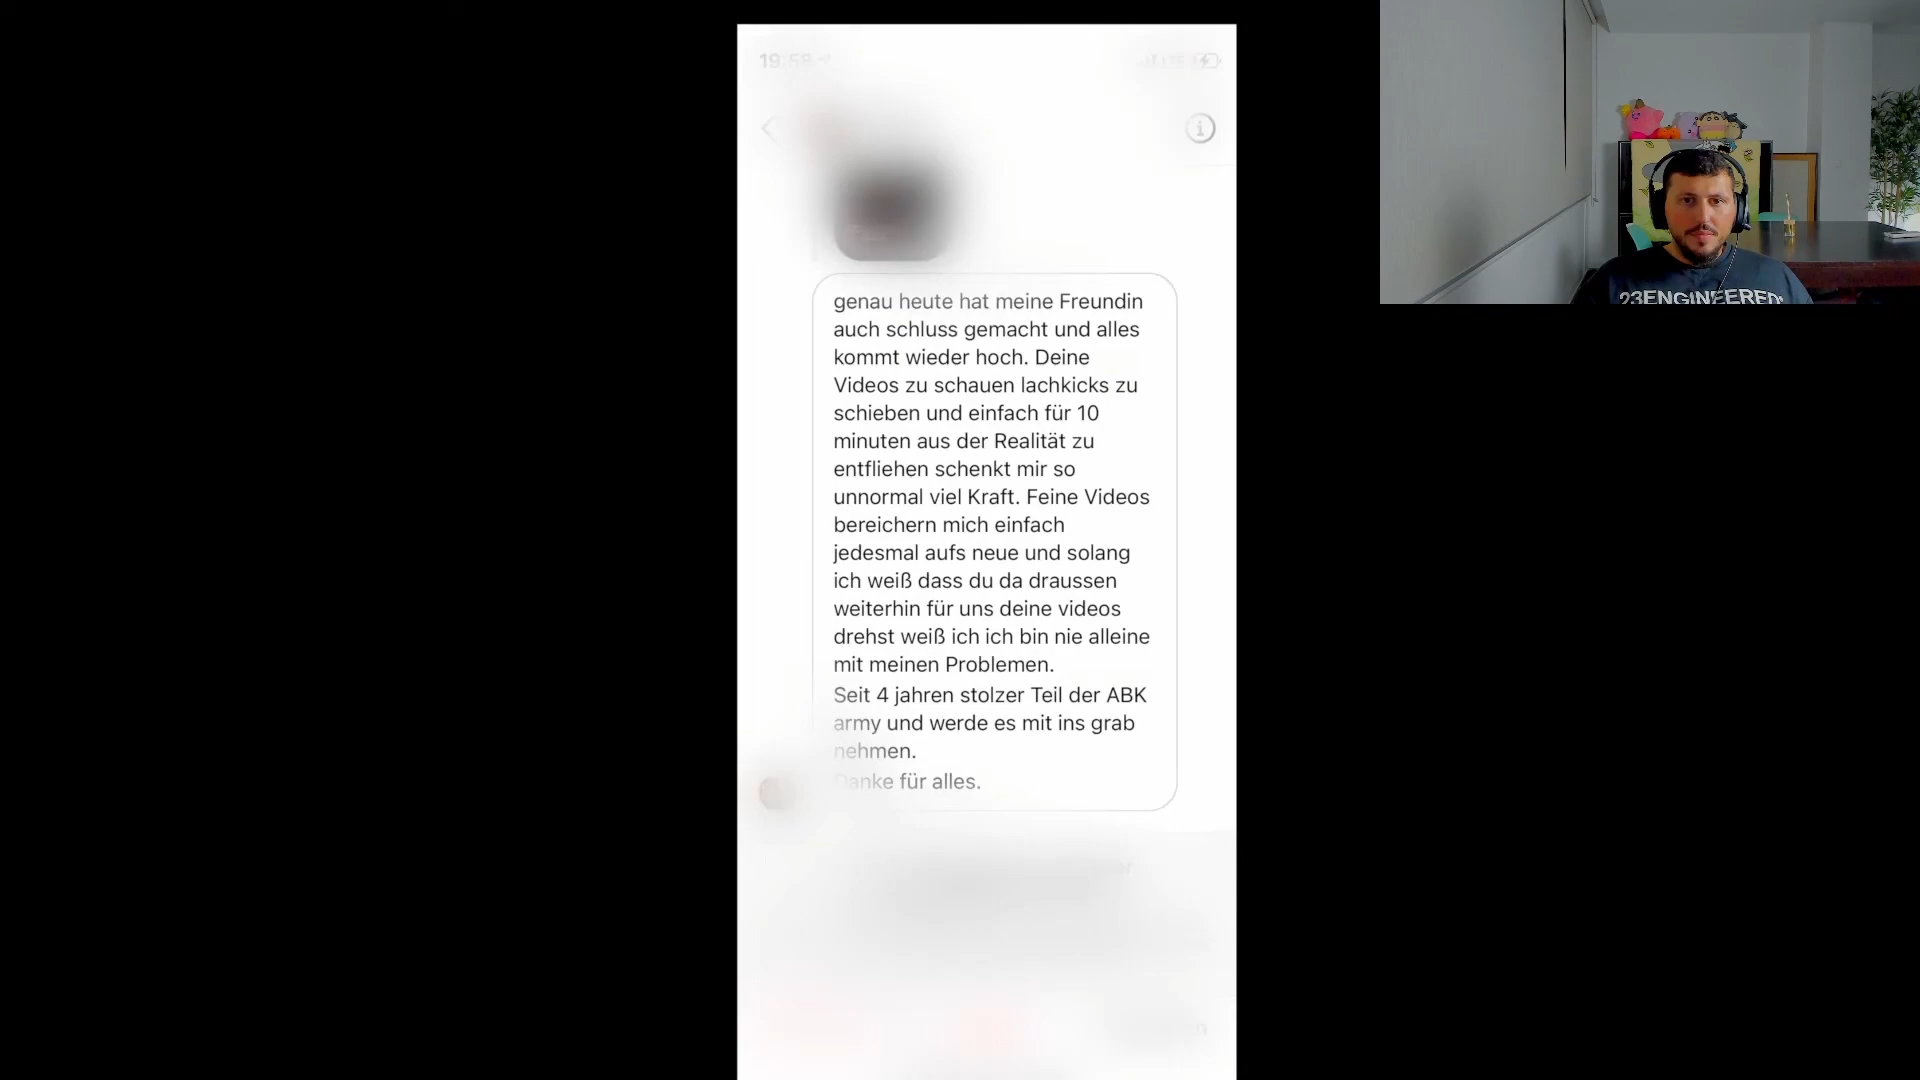 19:58
genau heute hat meine Freundin
auch schluss gemacht und alles
kommt wieder hoch. Deine
Videos zu schauen lachkicks zu
schieben und einfach für 10
minuten aus der Realität zu
entfliehen schenkt mir so
unnormal viel Kraft. Feine Videos
bereichern mich einfach
jedesmal aufs neue und solang
ich weiß dass du da draussen
weiterhin für uns deine videos
drehst weiß ich ich bin nie alleine
mit meinen Problemen.
Seit 4 jahren stolzer Teil der ABK
army und werde es mit ins grab
nehmen.
Danke für alles.
23ENGINEERED